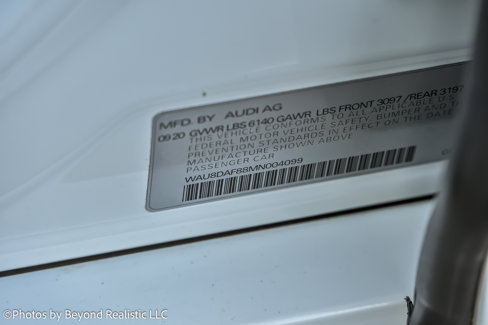 MFD. BY AUDI AG
09 20 GVWR LBS 6140 GAWR LBS FRONT 3097 /REAR 3197
THIS VEHICLE CONFORMS TO ALL APPLICABLE U.S.
FEDERAL MOTOR VEHICLE SAFETY, BUMPER AND T
PREVENTION STANDARDS IN EFFECT ON THE DATE
MANUFACTURE SHOWN ABOVE
PASSENGER CAR
WAU8DAF88MN004099
©Photos by Beyond Realistic LLC